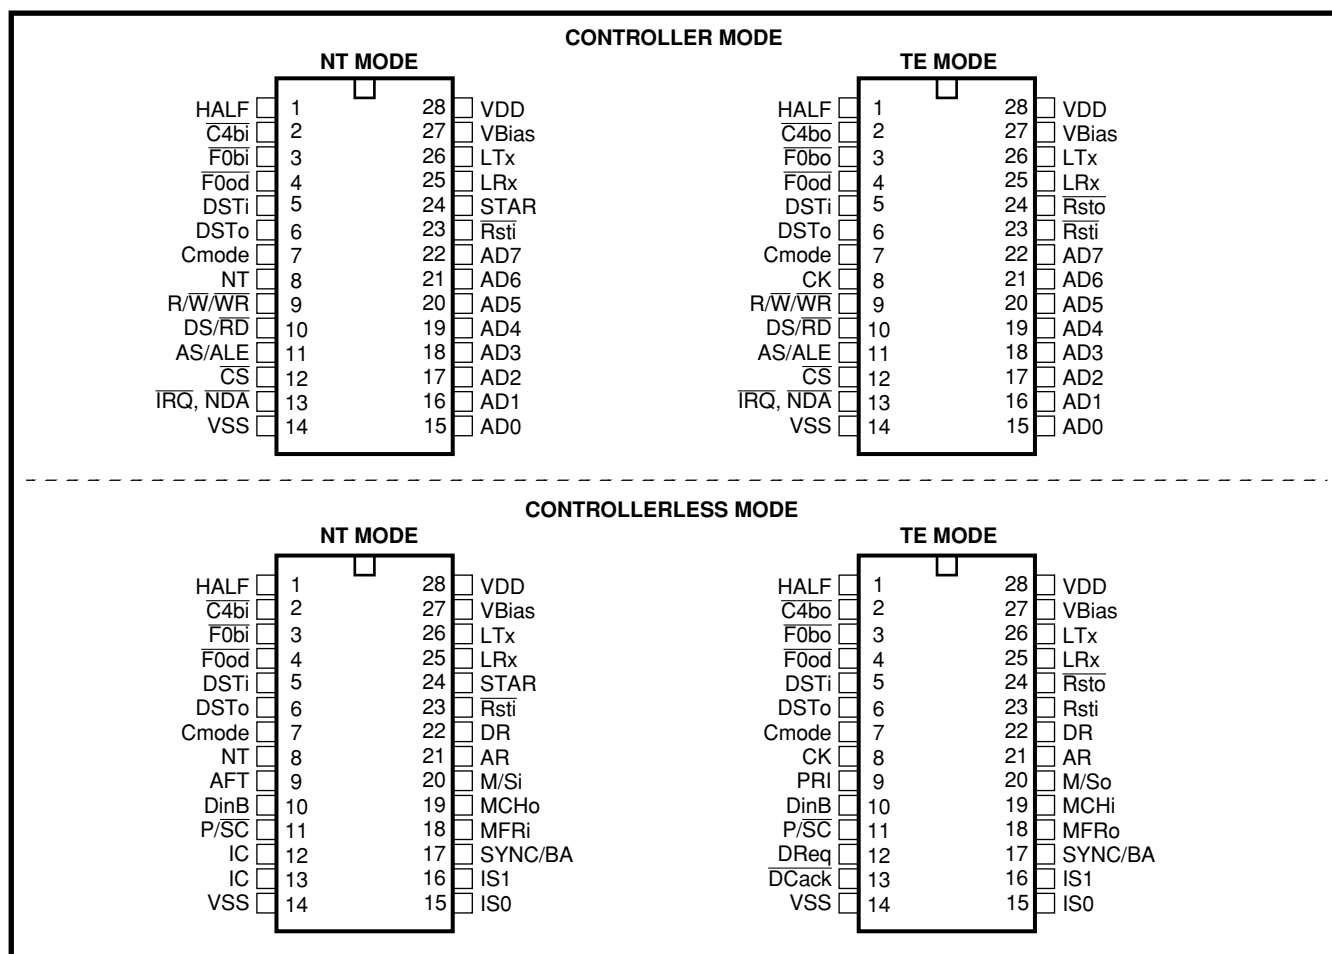 CONTROLLER MODE
NT MODE
HALF 1 28 VDD
C4bi 2 27 VBias
F0bi 3 26 LTx
F0od 4 25 LRx
DSTi 5 24 STAR
DSTo 6 23 Rsti
Cmode 7 22 AD7
NT 8 21 AD6
R/W/WR 9 20 AD5
DS/RD 10 19 AD4
AS/ALE 11 18 AD3
CS 12 17 AD2
IRQ, NDA 13 16 AD1
VSS 14 15 AD0
TE MODE
HALF 1 28 VDD
C4bo 2 27 VBias
F0bo 3 26 LTx
F0od 4 25 LRx
DSTi 5 24 Rsto
DSTo 6 23 Rsti
Cmode 7 22 AD7
CK 8 21 AD6
R/W/WR 9 20 AD5
DS/RD 10 19 AD4
AS/ALE 11 18 AD3
CS 12 17 AD2
IRQ, NDA 13 16 AD1
VSS 14 15 AD0
CONTROLLERLESS MODE
NT MODE
HALF 1 28 VDD
C4bi 2 27 VBias
F0bi 3 26 LTx
F0od 4 25 LRx
DSTi 5 24 STAR
DSTo 6 23 Rsti
Cmode 7 22 DR
NT 8 21 AR
AFT 9 20 M/Si
DinB 10 19 MCHo
P/SC 11 18 MFRi
IC 12 17 SYNC/BA
IC 13 16 IS1
VSS 14 15 IS0
TE MODE
HALF 1 28 VDD
C4bo 2 27 VBias
F0bo 3 26 LTx
F0od 4 25 LRx
DSTi 5 24 Rsto
DSTo 6 23 Rsti
Cmode 7 22 DR
CK 8 21 AR
PRI 9 20 M/So
DinB 10 19 MCHi
P/SC 11 18 MFRo
DReq 12 17 SYNC/BA
DCack 13 16 IS1
VSS 14 15 IS0